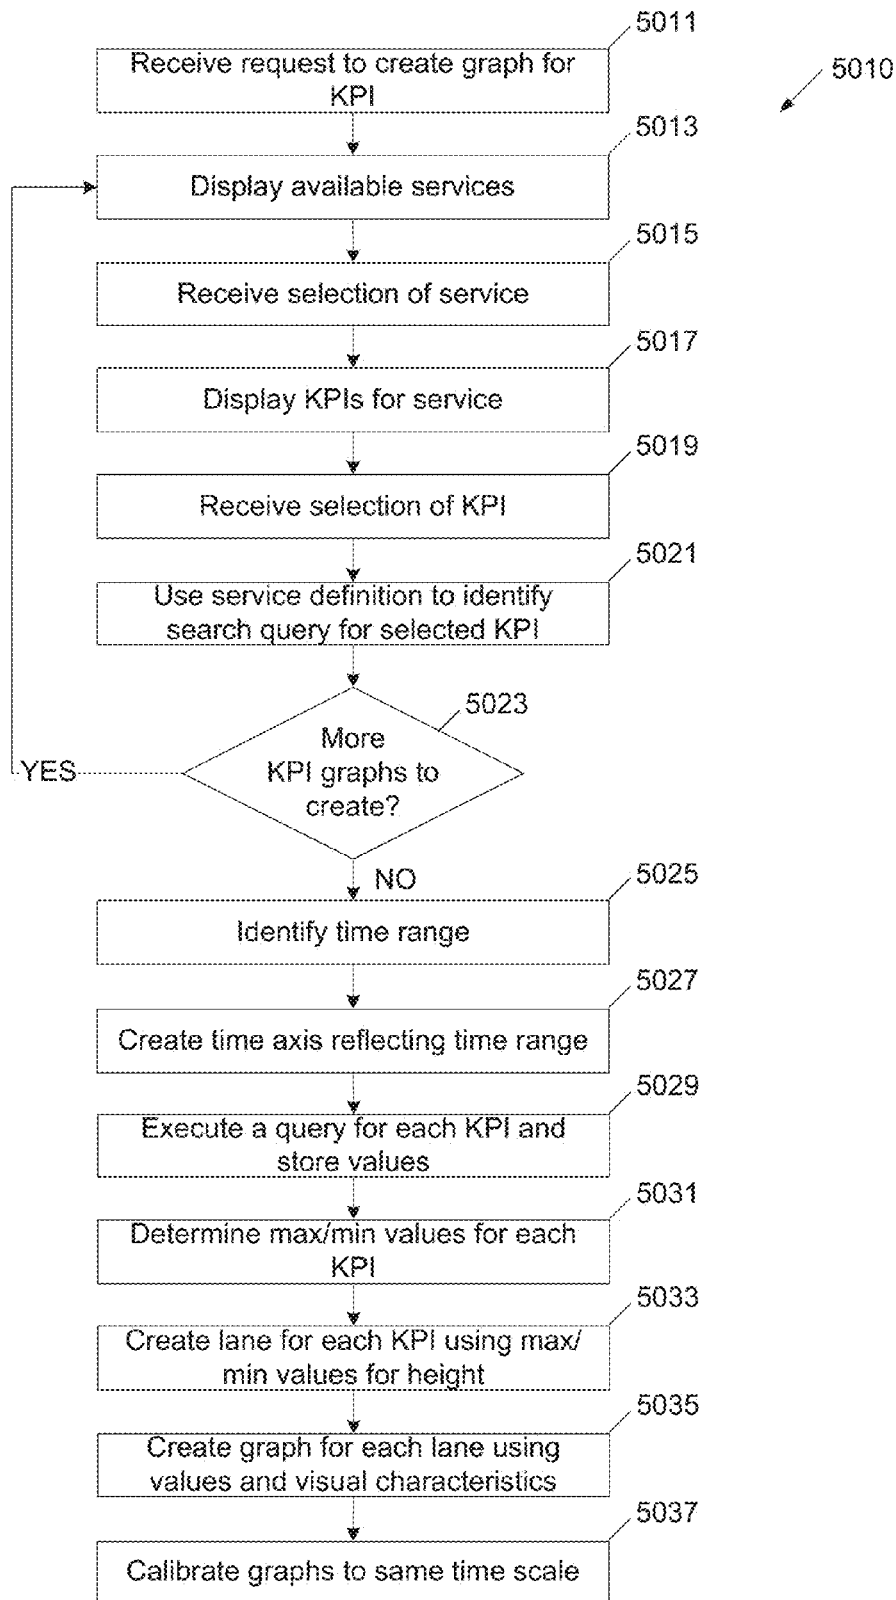 5011
Receive request to create graph for
KPI
5010
5013
Display available services
5015
Receive selection of service
5017
Display KPIs for service
5019
Receive selection of KPI
5021
Use service definition to identify
search query for selected KPI
5023
More
KPI graphs to
create?
YES
NO
5025
Identify time range
5027
Create time axis reflecting time range
5029
Execute a query for each KPI and
store values
5031
Determine max/min values for each
KPI
5033
Create lane for each KPI using max/
min values for height
5035
Create graph for each lane using
values and visual characteristics
5037
Calibrate graphs to same time scale